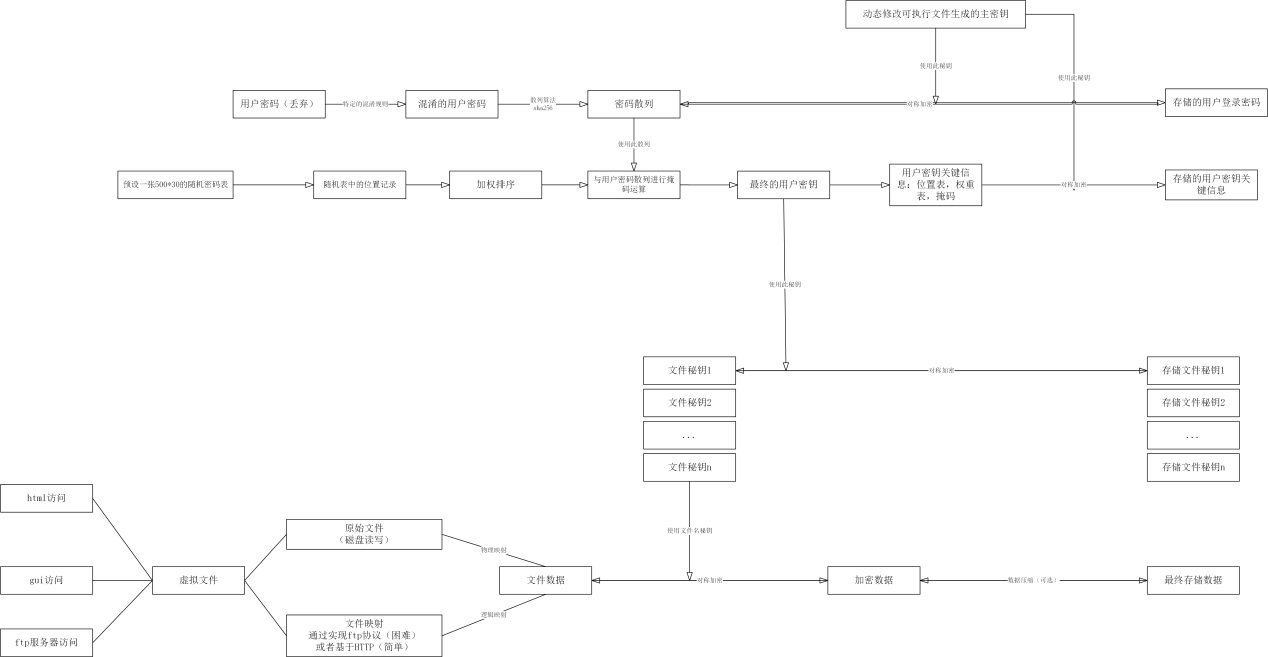 动态修改可执行文件生成的主密钥
使用此秘钥
使用此秘钥
用户密码（丢弃）
特定的混淆规则
混淆的用户密码
散列算法
sha256
密码散列
对称加密
存储的用户登录密码
使用此散列
预设一张500*30的随机密码表
随机表中的位置记录
加权排序
与用户密码散列进行掩
码运算
最终的用户密钥
用户密钥关键信
息：位置表，权重
表，掩码
对称加密
存储的用户密钥关
键信息
使用此秘钥
文件秘钥1
对称加密
存储文件秘钥1
文件秘钥2
存储文件秘钥2
...
...
文件秘钥n
存储文件秘钥n
html访问
使用文件名秘钥
原始文件
（磁盘读写）
物理映射
gui访问
虚拟文件
文件数据
对称加密
加密数据
数据压缩（可选）
最终存储数据
逻辑映射
文件映射
通过实现ftp协议（困难）
或者基于HTTP（简单）
ftp服务器访问